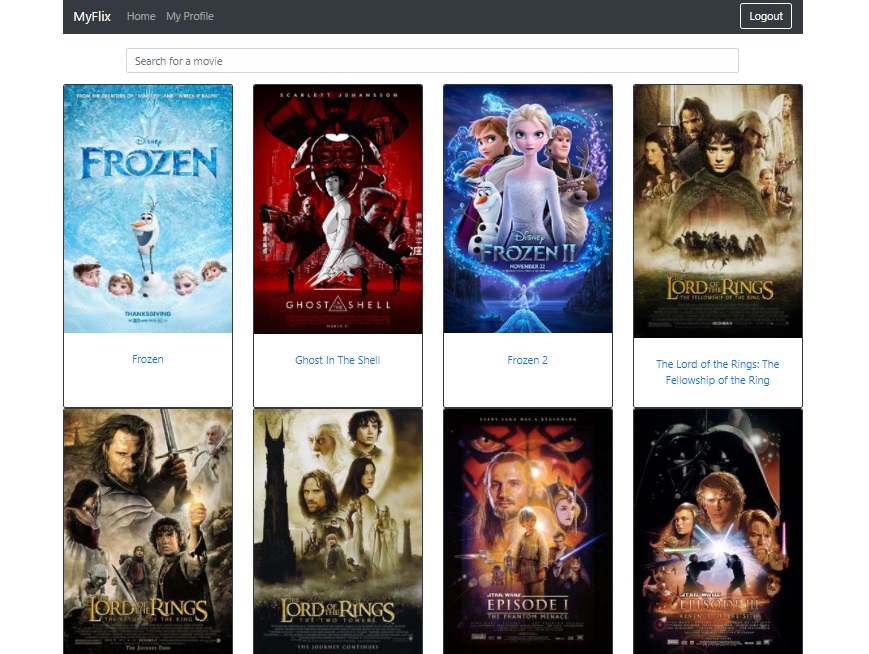 MyFlix Home My Profile Logout
Search for a movie
FROM THE CREATORS OF "TANGLED" AND "WRECK-IT RALPH"
Disney
FROZEN
THANKSGIVING
Frozen
SCARLETT JOHANSSON
GHOST IN THE SHELL
MARCH 31
Ghost In The Shell
Disney
FROZEN II
NOVEMBER 22
Frozen 2
THE
LORD OF THE RINGS
THE FELLOWSHIP OF THE RING
The Lord of the Rings: The
Fellowship of the Ring
THE
LORD OF THE RINGS
THE RETURN OF THE KING
THE JOURNEY ENDS
THE
LORD OF THE RINGS
THE TWO TOWERS
THE JOURNEY CONTINUES
EVERY SAGA HAS A BEGINNING
STAR WARS
EPISODE I
THE PHANTOM MENACE
STAR WARS
EPISODE III
REVENGE OF THE SITH